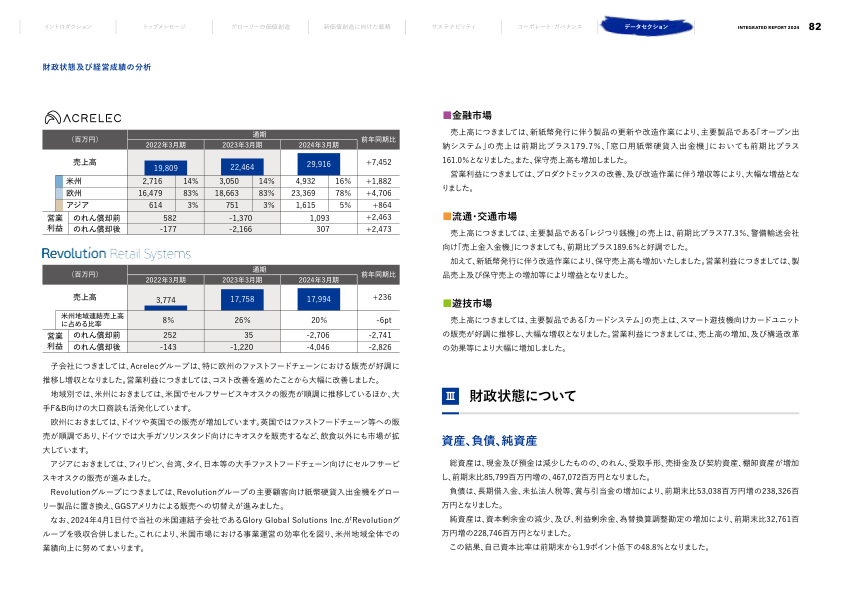 イントロダクション
トップメッセージ
グローリーの価値創造
新価値創造に向けた戦略
サステナビリティ
コーポレート・ガバナンス
データセクション
INTEGRATED REPORT 2024 82
財政状態及び経営成績の分析
ACRELEC
(百万円) 通期 前年同期比
2022年3月期 2023年3月期 2024年3月期
売上高 19,809 22,464 29,916 +7,452
米州 2,716 14% 3,050 14% 4,932 16% +1,882
欧州 16,479 83% 18,663 83% 23,369 78% +4,706
アジア 614 3% 751 3% 1,615 5% +864
営業利益 のれん償却前 582 -1,370 1,093 +2,463
のれん償却後 -177 -2,166 307 +2,473
Revolution Retail Systems
(百万円) 通期 前年同期比
2022年3月期 2023年3月期 2024年3月期
売上高 3,774 17,758 17,994 +236
米州地域連結売上高
に占める比率 8% 26% 20% -6pt
営業利益 のれん償却前 252 35 -2,706 -2,741
のれん償却後 -143 -1,220 -4,046 -2,826
子会社につきましては、Acrelecグループは、特に欧州のファストフードチェーンにおける販売が好調に
推移し増収となりました。営業利益につきましては、コスト改善を進めたことから大幅に改善しました。
地域別では、米州におきましては、米国でセルフサービスキオスクの販売が順調に推移しているほか、大
手F&B向けの大口商談も活発化しています。
欧州におきましては、ドイツや英国での販売が増加しています。英国ではファストフードチェーン等への販
売が順調であり、ドイツでは大手ガソリンスタンド向けにキオスクを販売するなど、飲食以外にも市場が拡
大しています。
アジアにおきましては、フィリピン、台湾、タイ、日本等の大手ファストフードチェーン向けにセルフサービ
スキオスクの販売が進みました。
Revolutionグループにつきましては、Revolutionグループの主要顧客向け紙幣硬貨入出金機をグロー
リー製品に置き換え、GGSアメリカによる販売への切替えが進みました。
なお、2024年4月1日付で当社の米国連結子会社であるGlory Global Solutions Inc.がRevolutionグ
ループを吸収合併しました。これにより、米国市場における事業運営の効率化を図り、米州地域全体での
業績向上に努めてまいります。
■金融市場
売上高につきましては、新紙幣発行に伴う製品の更新や改造作業により、主要製品である「オープン出
納システム」の売上は前期比プラス179.7%、「窓口用紙幣硬貨入出金機」においても前期比プラス
161.0%となりました。また、保守売上高も増加しました。
営業利益につきましては、プロダクトミックスの改善、及び改造作業に伴う増収等により、大幅な増益とな
りました。
■流通・交通市場
売上高につきましては、主要製品である「レジつり銭機」の売上は、前期比プラス77.3%、警備輸送会社
向け「売上金入金機」につきましても、前期比プラス189.6%と好調でした。
加えて、新紙幣発行に伴う改造作業により、保守売上高も増加いたしました。営業利益につきましては、製
品売上及び保守売上の増加等により増益となりました。
■遊技市場
売上高につきましては、主要製品である「カードシステム」の売上は、スマート遊技機向けカードユニット
の販売が好調に推移し、大幅な増収となりました。営業利益につきましては、売上高の増加、及び構造改革
の効果等により大幅に増加しました。
Ⅲ 財政状態について
資産、負債、純資産
総資産は、現金及び預金は減少したものの、のれん、受取手形、売掛金及び契約資産、棚卸資産が増加
し、前期末比85,799百万円増の、467,072百万円となりました。
負債は、長期借入金、未払法人税等、賞与引当金の増加により、前期末比53,038百万円増の238,326百
万円となりました。
純資産は、資本剰余金の減少、及び、利益剰余金、為替換算調整勘定の増加により、前期末比32,761百
万円増の228,746百万円となりました。
この結果、自己資本比率は前期末から1.9ポイント低下の48.8%となりました。